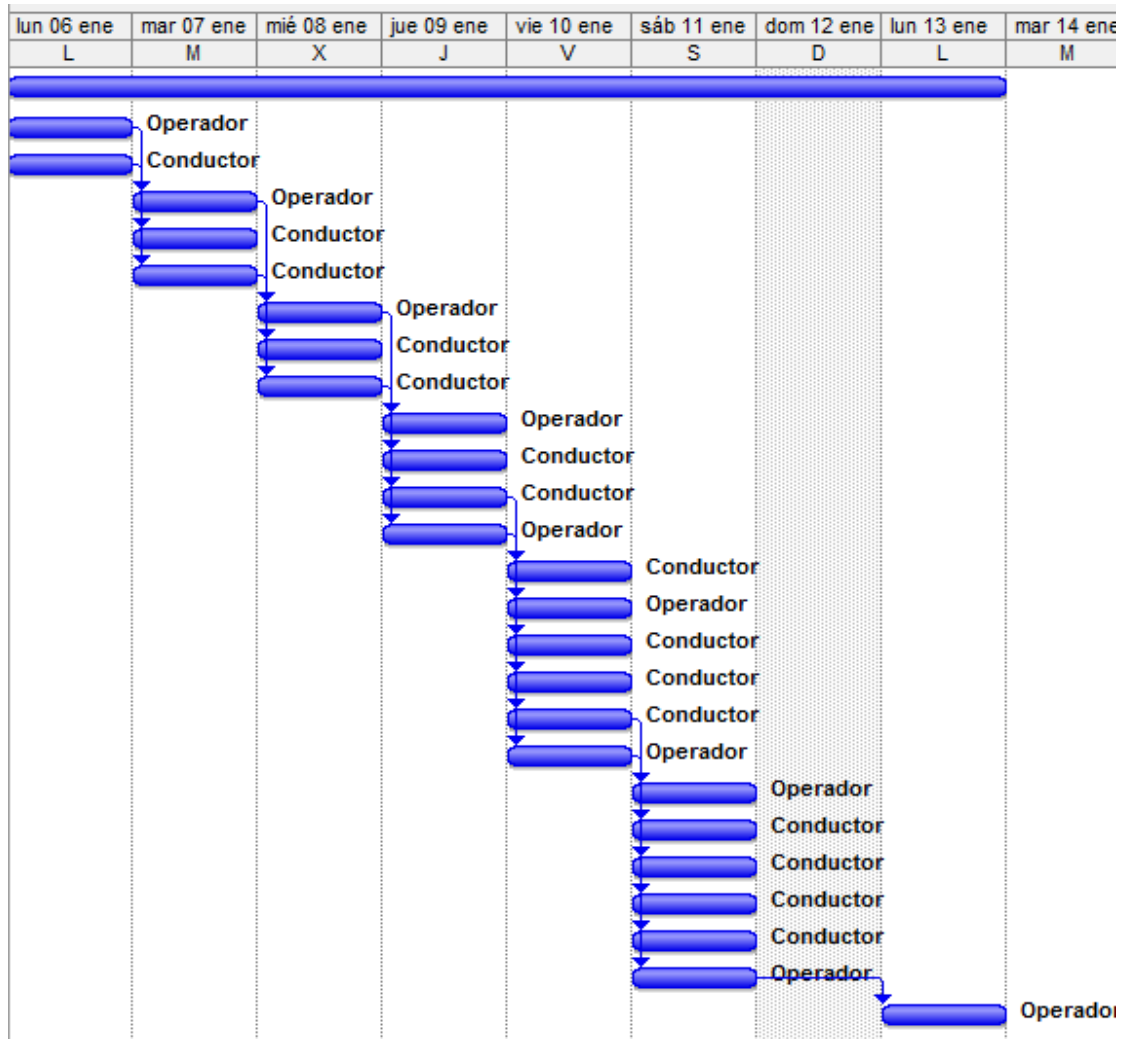 lun 06 ene mar 07 ene mié 08 ene jue 09 ene vie 10 ene sáb 11 ene dom 12 ene lun 13 ene mar 14 ene
L M X J V S D L M
Operador
Conductor
Operador
Conductor
Conductor
Operador
Conductor
Conductor
Operador
Conductor
Conductor
Operador
Conductor
Operador
Conductor
Conductor
Conductor
Operador
Operador
Conductor
Conductor
Conductor
Conductor
Operador
Operador